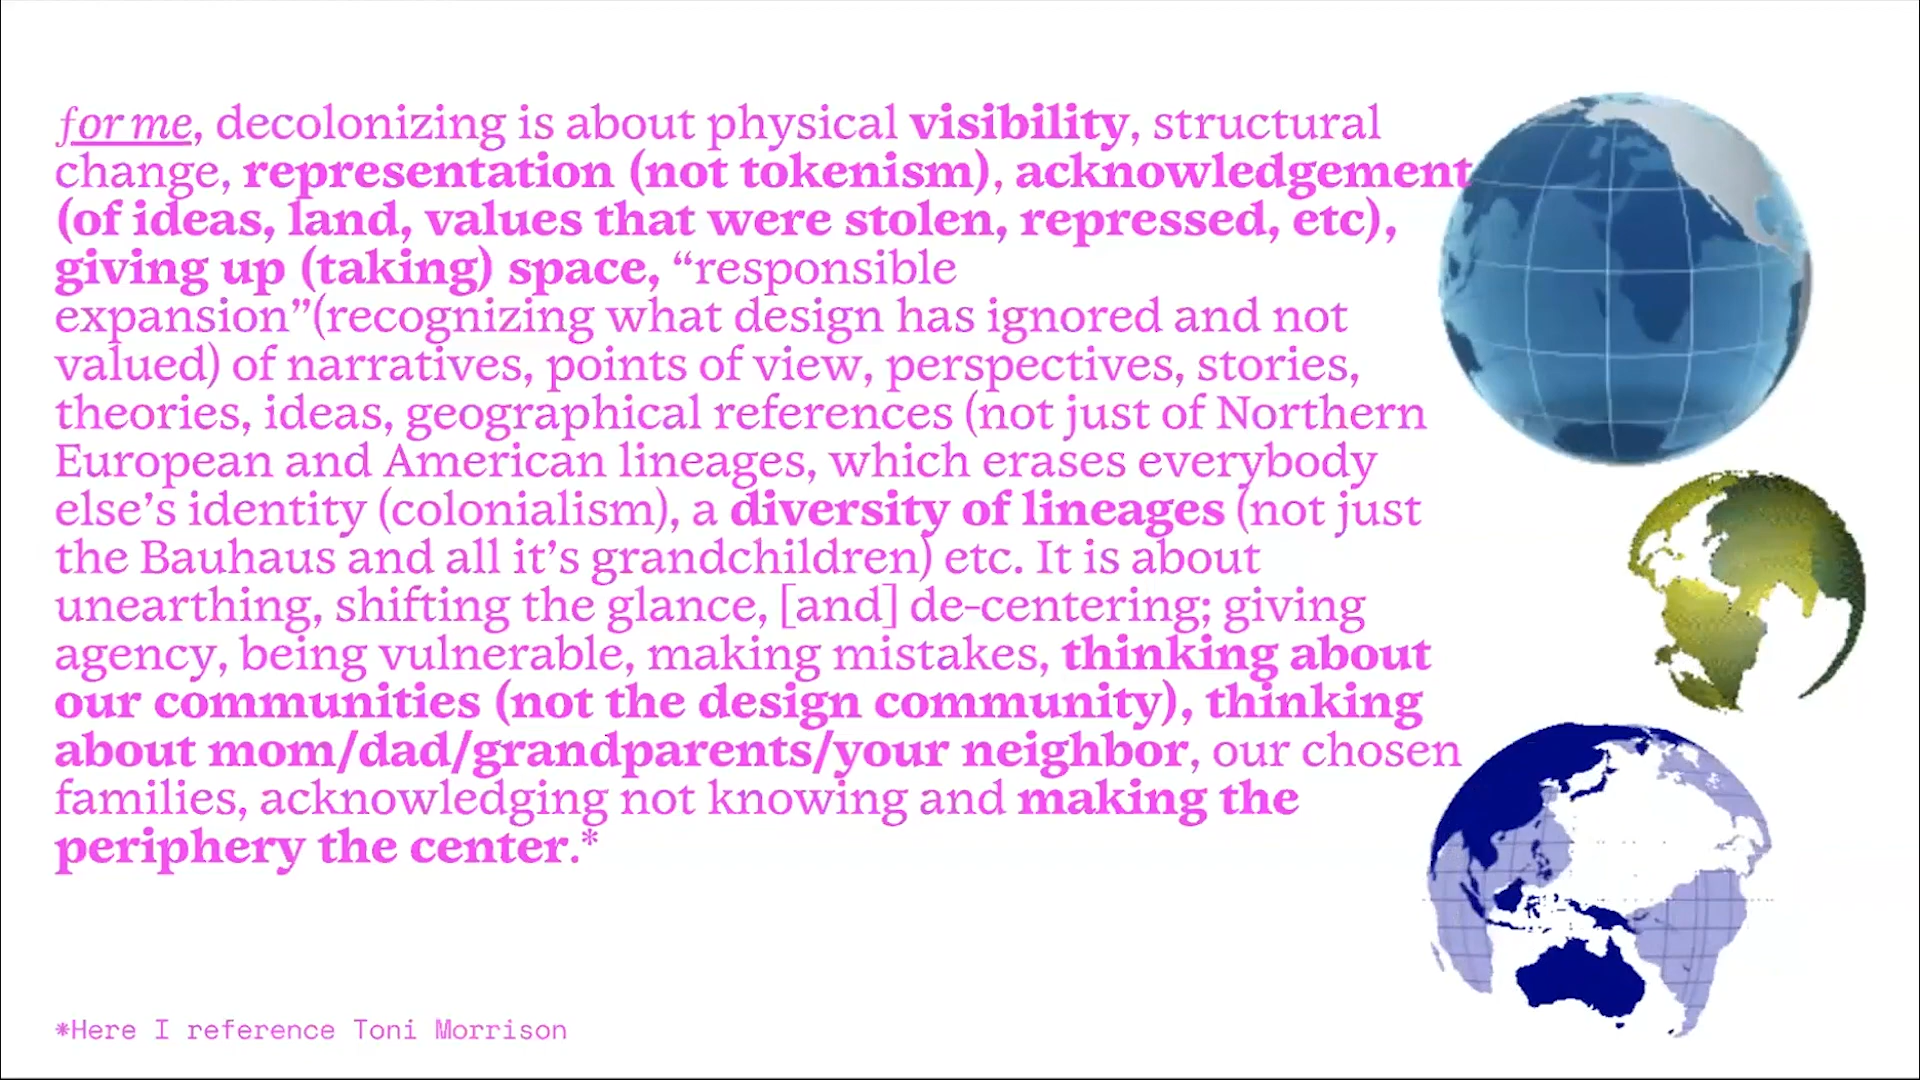 for me, decolonizing is about physical visibility, structural
change, representation (not tokenism), acknowledgement
(of ideas, land, values that were stolen, repressed, etc),
giving up (taking) space, “responsible
expansion”(recognizing what design has ignored and not
valued) of narratives, points of view, perspectives, stories,
theories, ideas, geographical references (not just of Northern
European and American lineages, which erases everybody
else’s identity (colonialism), a diversity of lineages (not just
the Bauhaus and all it’s grandchildren) etc. It is about
unearthing, shifting the glance, [and] de-centering; giving
agency, being vulnerable, making mistakes, thinking about
our communities (not the design community), thinking
about mom/dad/grandparents/your neighbor, our chosen
families, acknowledging not knowing and making the
periphery the center.*
*Here I reference Toni Morrison